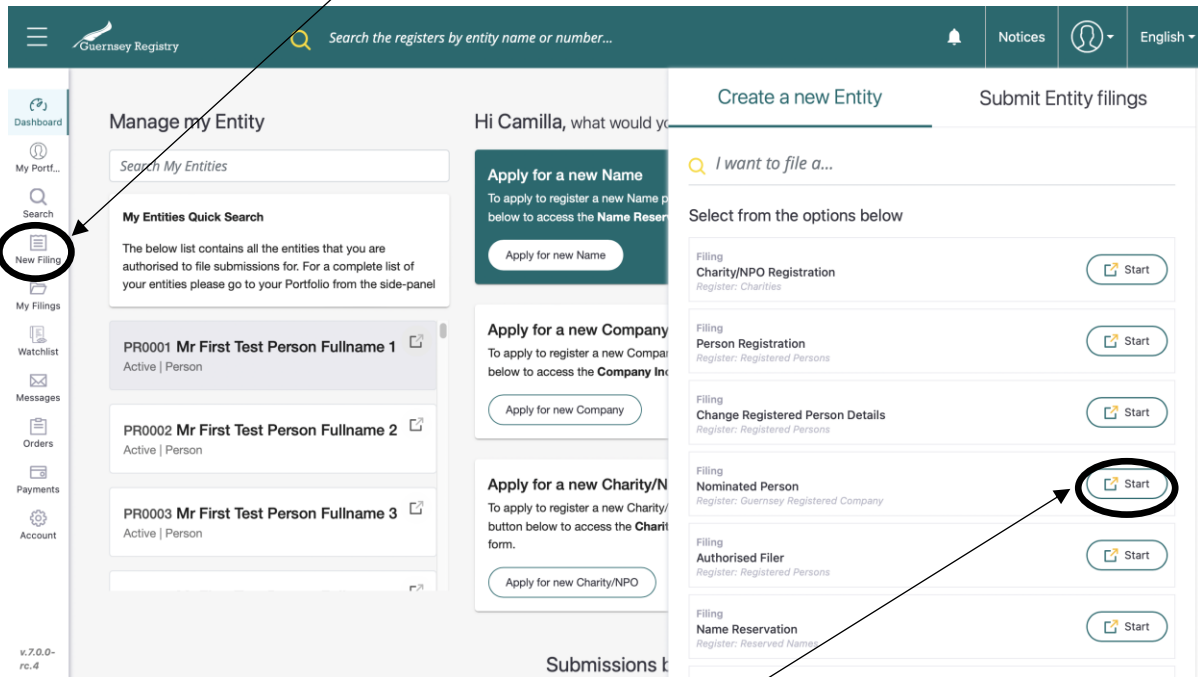 Guernsey Registry
Search the registers by entity name or number...
Notices
English
Dashboard
My Portf...
Search
New Filing
My Filings
Watchlist
Messages
Orders
Payments
Account
v.7.0.0-
rc.4
Manage my Entity
Search My Entities
My Entities Quick Search
The below list contains all the entities that you are
authorised to file submissions for. For a complete list of
your entities please go to your Portfolio from the side-panel
PR0001 Mr First Test Person Fullname 1
Active | Person
PR0002 Mr First Test Person Fullname 2
Active | Person
PR0003 Mr First Test Person Fullname 3
Active | Person
Hi Camilla, what would yo
Apply for a new Name
To apply to register a new Name p
below to access the Name Reser
Apply for new Name
Apply for a new Company
To apply to register a new Compa
below to access the Company In
Apply for new Company
Apply for a new Charity/N
To apply to register a new Charity/
button below to access the Charit
form.
Apply for new Charity/NPO
Submissions b
Create a new Entity
Submit Entity filings
I want to file a...
Select from the options below
Filing
Charity/NPO Registration
Register: Charities
Start
Filing
Person Registration
Register: Registered Persons
Start
Filing
Change Registered Person Details
Register: Registered Persons
Start
Filing
Nominated Person
Register: Guernsey Registered Company
Start
Filing
Authorised Filer
Register: Registered Persons
Start
Filing
Name Reservation
Register: Reserved Names
Start